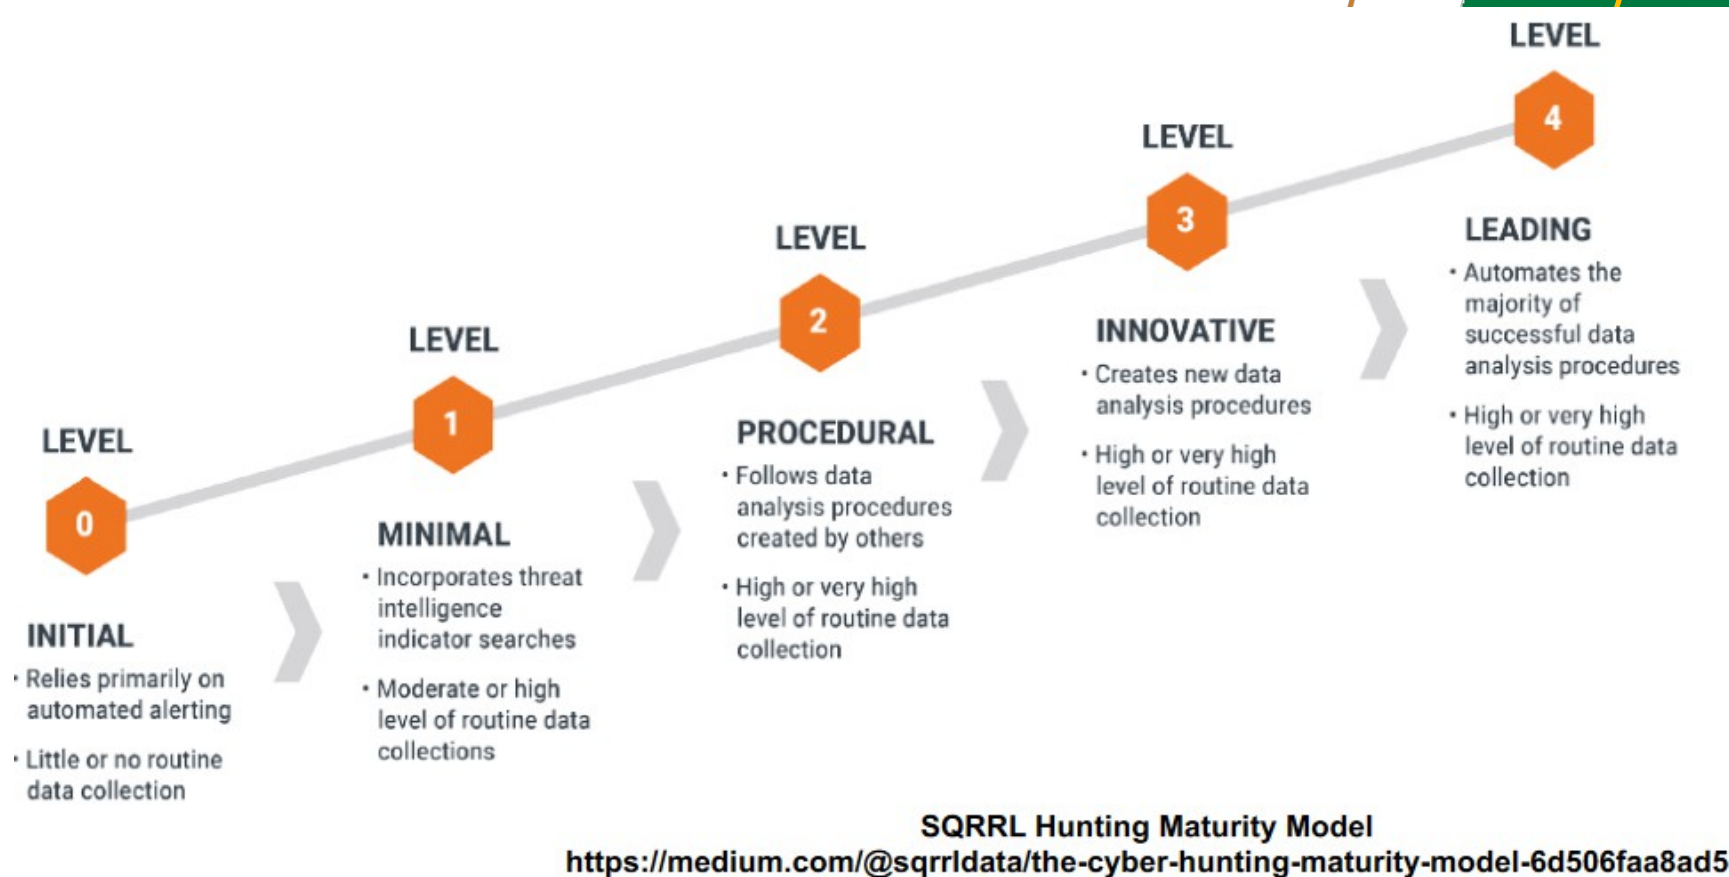 LEVEL
0
INITIAL
• Relies primarily on
automated alerting
• Little or no routine
data collection
LEVEL
1
MINIMAL
• Incorporates threat
intelligence
indicator searches
• Moderate or high
level of routine data
collections
LEVEL
2
PROCEDURAL
• Follows data
analysis procedures
created by others
• High or very high
level of routine data
collection
LEVEL
3
INNOVATIVE
• Creates new data
analysis procedures
• High or very high
level of routine data
collection
LEVEL
4
LEADING
• Automates the
majority of
successful data
analysis procedures
• High or very high
level of routine data
collection
SQRRL Hunting Maturity Model
https://medium.com/@sqrrldata/the-cyber-hunting-maturity-model-6d506faa8ad5